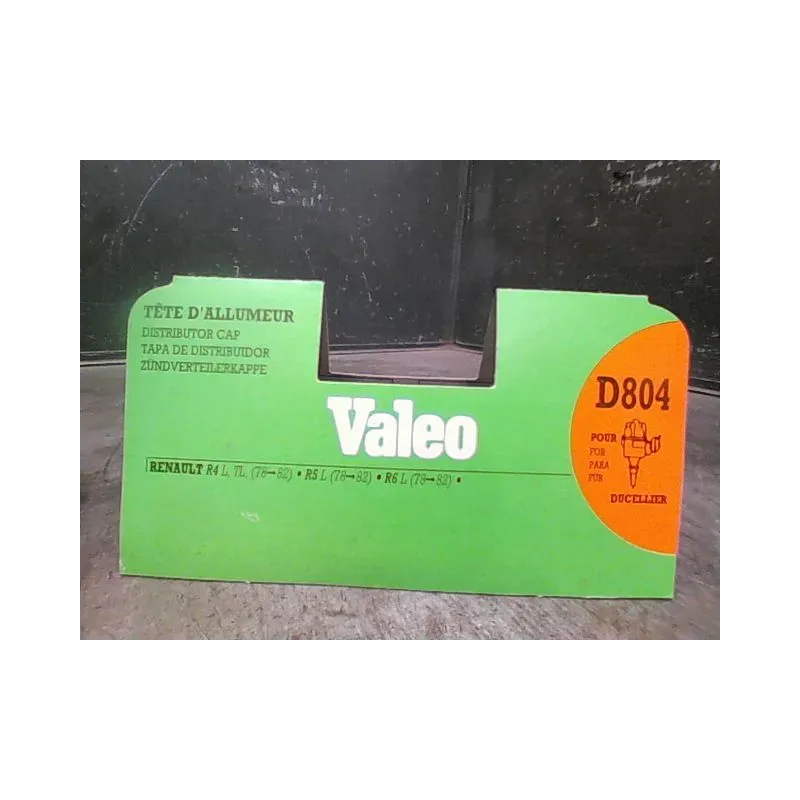 TÊTE D'ALLUMEUR
DISTRIBUTOR CAP
TAPA DE DISTRIBUIDOR
ZÜNDVERTEILERKAPPE
Valeo
RENAULT R4 L, TL, (78→82) • R5 L (78→82) • R6 L (78→82) •
D804
POUR
FOR
PARA
FÜR
DUCELLIER